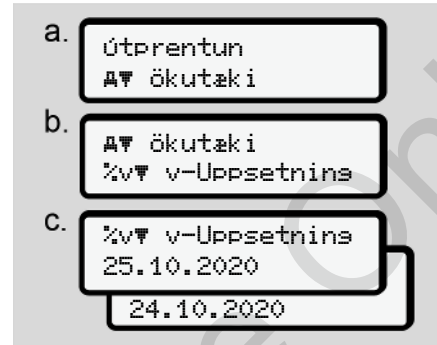 a.
útprentun
A▼ ökutæki
b.
A▼ ökutæki
%v▼ v-Uppsetning
c.
%v▼ v-Uppsetning
25.10.2020
24.10.2020